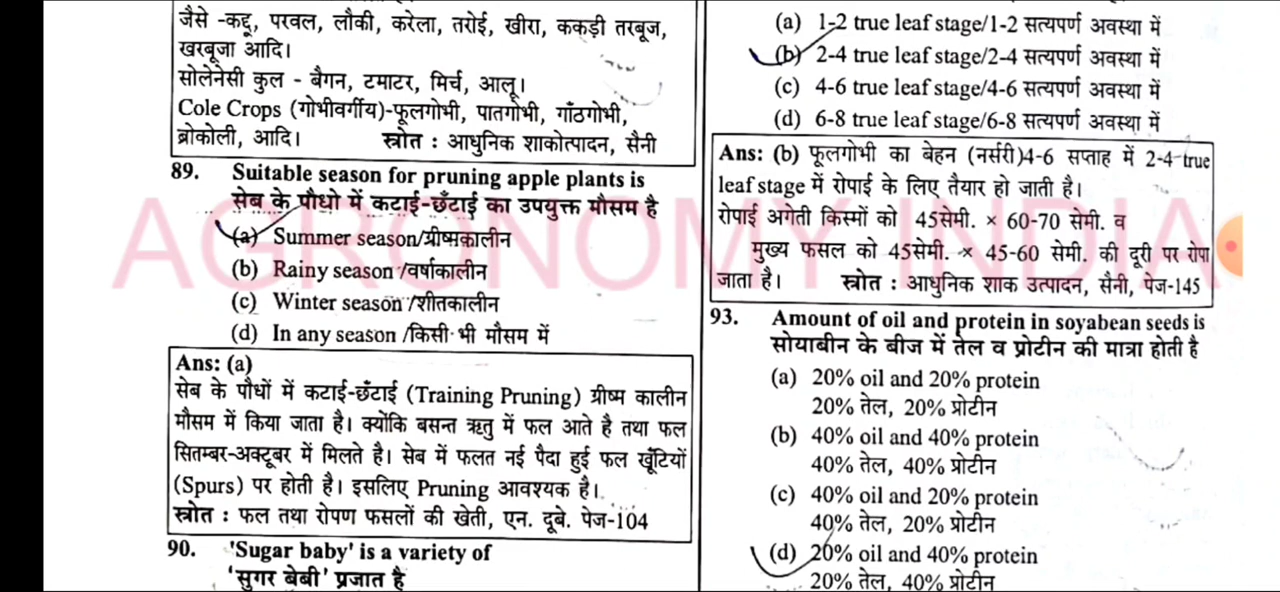 जैसे -कद्दू, परवल, लौकी, करेला, तरोई, खीरा, ककड़ी तरबूज,
खरबूजा आदि।
सोलेनेसी कुल - बैगन, टमाटर, मिर्च, आलू।
Cole Crops (गोभीवर्गीय)-फूलगोभी, पातगोभी, गाँठगोभी,
ब्रोकोली, आदि। स्त्रोत : आधुनिक शाकोत्पादन, सैनी
89. Suitable season for pruning apple plants is
सेब के पौधो में कटाई-छँटाई का उपयुक्त मौसम है
(a) Summer season/ग्रीष्मकालीन
(b) Rainy season /वर्षाकालीन
(c) Winter season /शीतकालीन
(d) In any season /किसी भी मौसम में
Ans: (a)
सेब के पौधों में कटाई-छँटाई (Training Pruning) ग्रीष्म कालीन
मौसम में किया जाता है। क्योंकि बसन्त ऋतु में फल आते है तथा फल
सितम्बर-अक्टूबर में मिलते है। सेब में फलत नई पैदा हुई फल खूँटियों
(Spurs) पर होती है। इसलिए Pruning आवश्यक है।
स्त्रोत : फल तथा रोपण फसलों की खेती, एन. दूबे. पेज-104
90. 'Sugar baby' is a variety of
'सुगर बेबी' प्रजात है
(a) 1-2 true leaf stage/1-2 सत्यपर्ण अवस्था में
(b) 2-4 true leaf stage/2-4 सत्यपर्ण अवस्था में
(c) 4-6 true leaf stage/4-6 सत्यपर्ण अवस्था में
(d) 6-8 true leaf stage/6-8 सत्यपर्ण अवस्था में
Ans: (b) फूलगोभी का बेहन (नर्सरी)4-6 सप्ताह में 2-4 true
leaf stage में रोपाई के लिए तैयार हो जाती है।
रोपाई अगेती किस्मों को 45सेमी. × 60-70 सेमी. व
मुख्य फसल को 45सेमी. × 45-60 सेमी. की दूरी पर रोपा
जाता है। स्त्रोत : आधुनिक शाक उत्पादन, सैनी, पेज-145
93. Amount of oil and protein in soyabean seeds is
सोयाबीन के बीज में तेल व प्रोटीन की मात्रा होती है
(a) 20% oil and 20% protein
20% तेल, 20% प्रोटीन
(b) 40% oil and 40% protein
40% तेल, 40% प्रोटीन
(c) 40% oil and 20% protein
40% तेल, 20% प्रोटीन
(d) 20% oil and 40% protein
20% तेल, 40% प्रोटीन
AGRONOMY INDIA